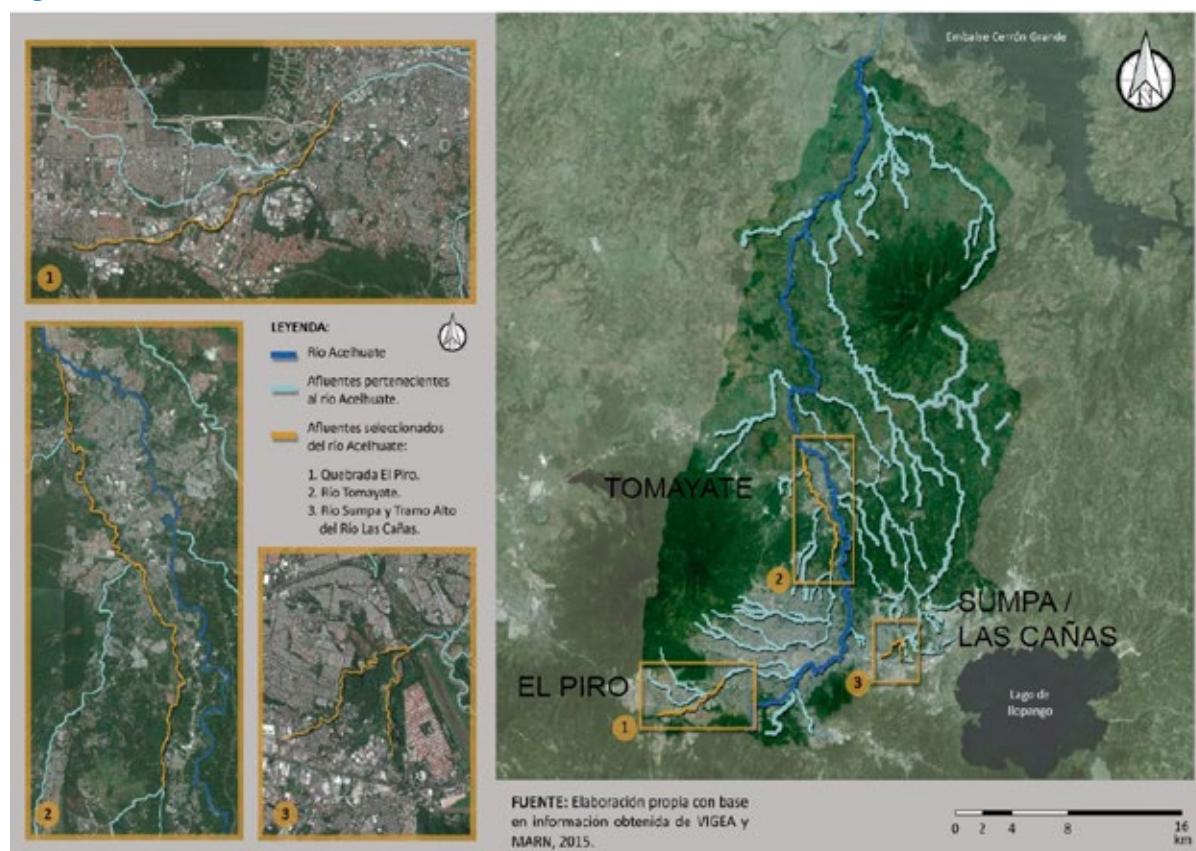 1
LEYENDA:
Río Acelhuate
Afluentes pertenecientes
al río Acelhuate.
Afluentes seleccionados
del río Acelhuate:
1. Quebrada El Piro.
2. Río Tomayate.
3. Río Sumpa y Tramo Alto
del Río Las Cañas.
2
3
Embalse Cerrón Grande
N
TOMAYATE
2
SUMPA /
LAS CAÑAS
EL PIRO
3
1
Lago de
Ilopango
FUENTE: Elaboración propia con base
en información obtenida de VIGEA y
MARN, 2015.
0 2 4 8 16
km